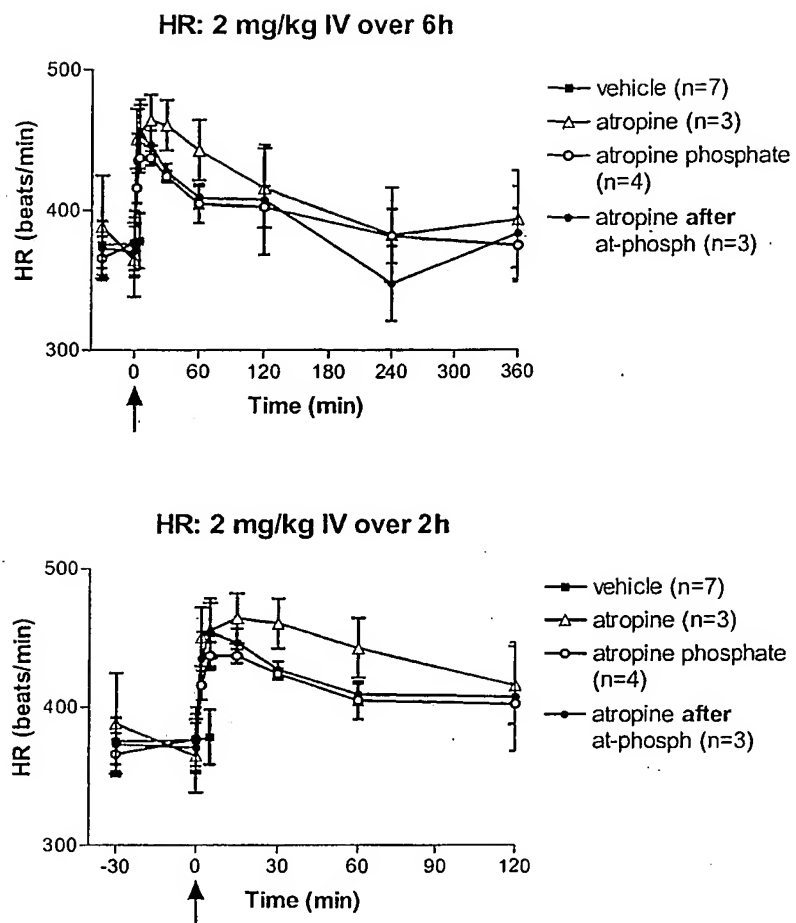 HR: 2 mg/kg IV over 6h
500
400
300
HR (beats/min)
0
60
120
180
240
300
360
Time (min)
vehicle (n=7)
atropine (n=3)
atropine phosphate
(n=4)
atropine after
at-phosph (n=3)
HR: 2 mg/kg IV over 2h
500
400
300
HR (beats/min)
-30
0
30
60
90
120
Time (min)
vehicle (n=7)
atropine (n=3)
atropine phosphate
(n=4)
atropine after
at-phosph (n=3)